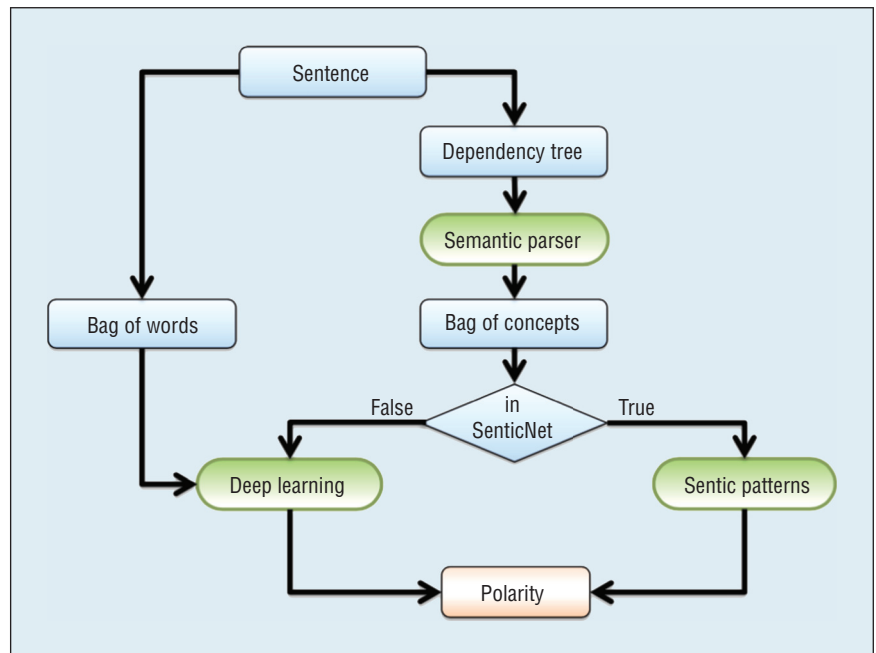 Sentence
Dependency tree
Semantic parser
Bag of words
Bag of concepts
False
in
SenticNet
True
Deep learning
Sentic patterns
Polarity